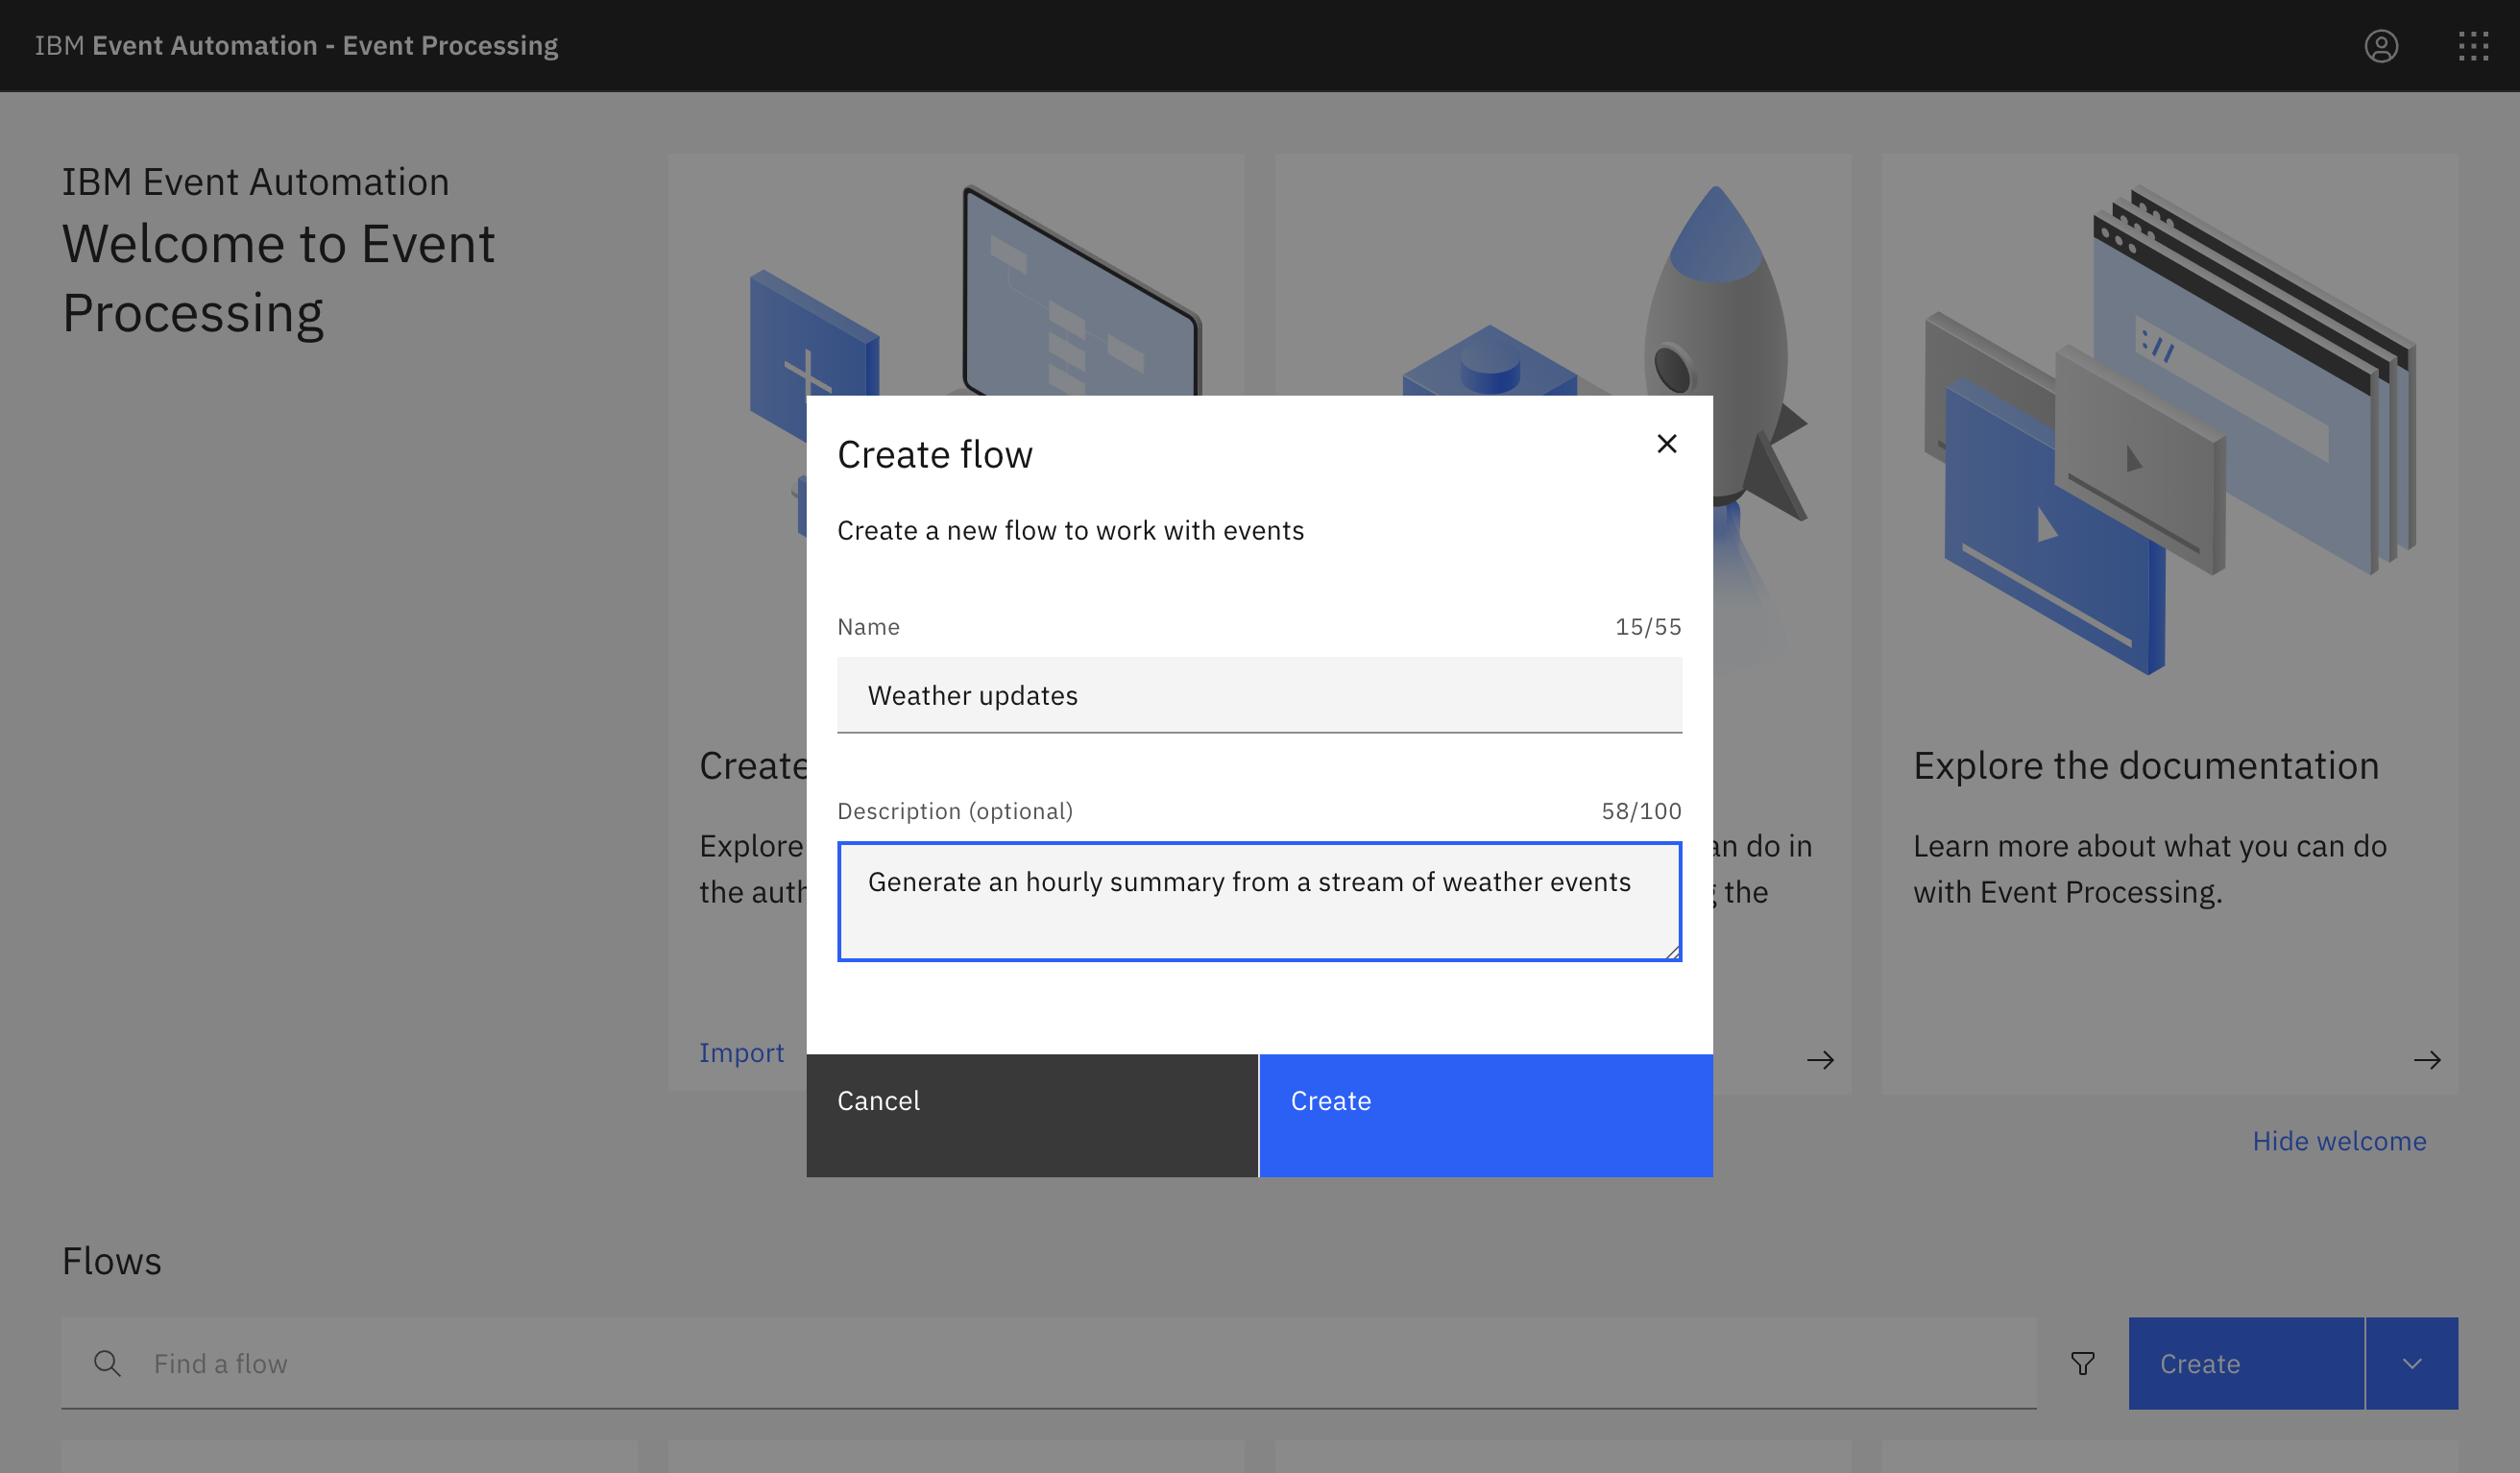 IBM Event Automation - Event Processing
IBM Event Automation
Welcome to Event
Processing
://
Create flow
Create a new flow to work with events
Name 15/55
Weather updates
Description (optional) 58/100
Generate an hourly summary from a stream of weather events
Cancel Create
Create
Explore
the auth
Import
an do in
the
Explore the documentation
Learn more about what you can do
with Event Processing.
Hide welcome
Flows
Find a flow
Create